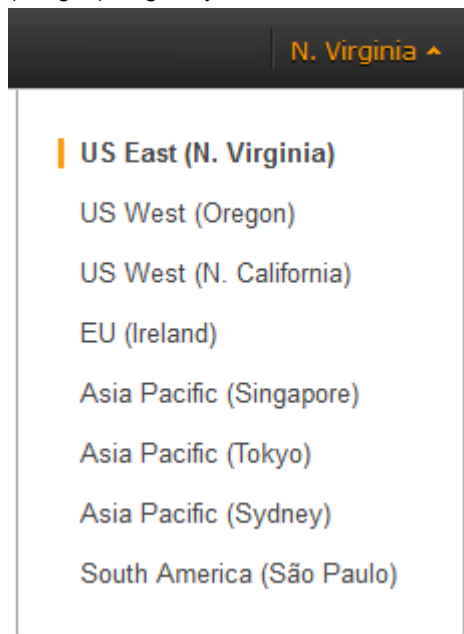 N. Virginia
US East (N. Virginia)
US West (Oregon)
US West (N. California)
EU (Ireland)
Asia Pacific (Singapore)
Asia Pacific (Tokyo)
Asia Pacific (Sydney)
South America (São Paulo)